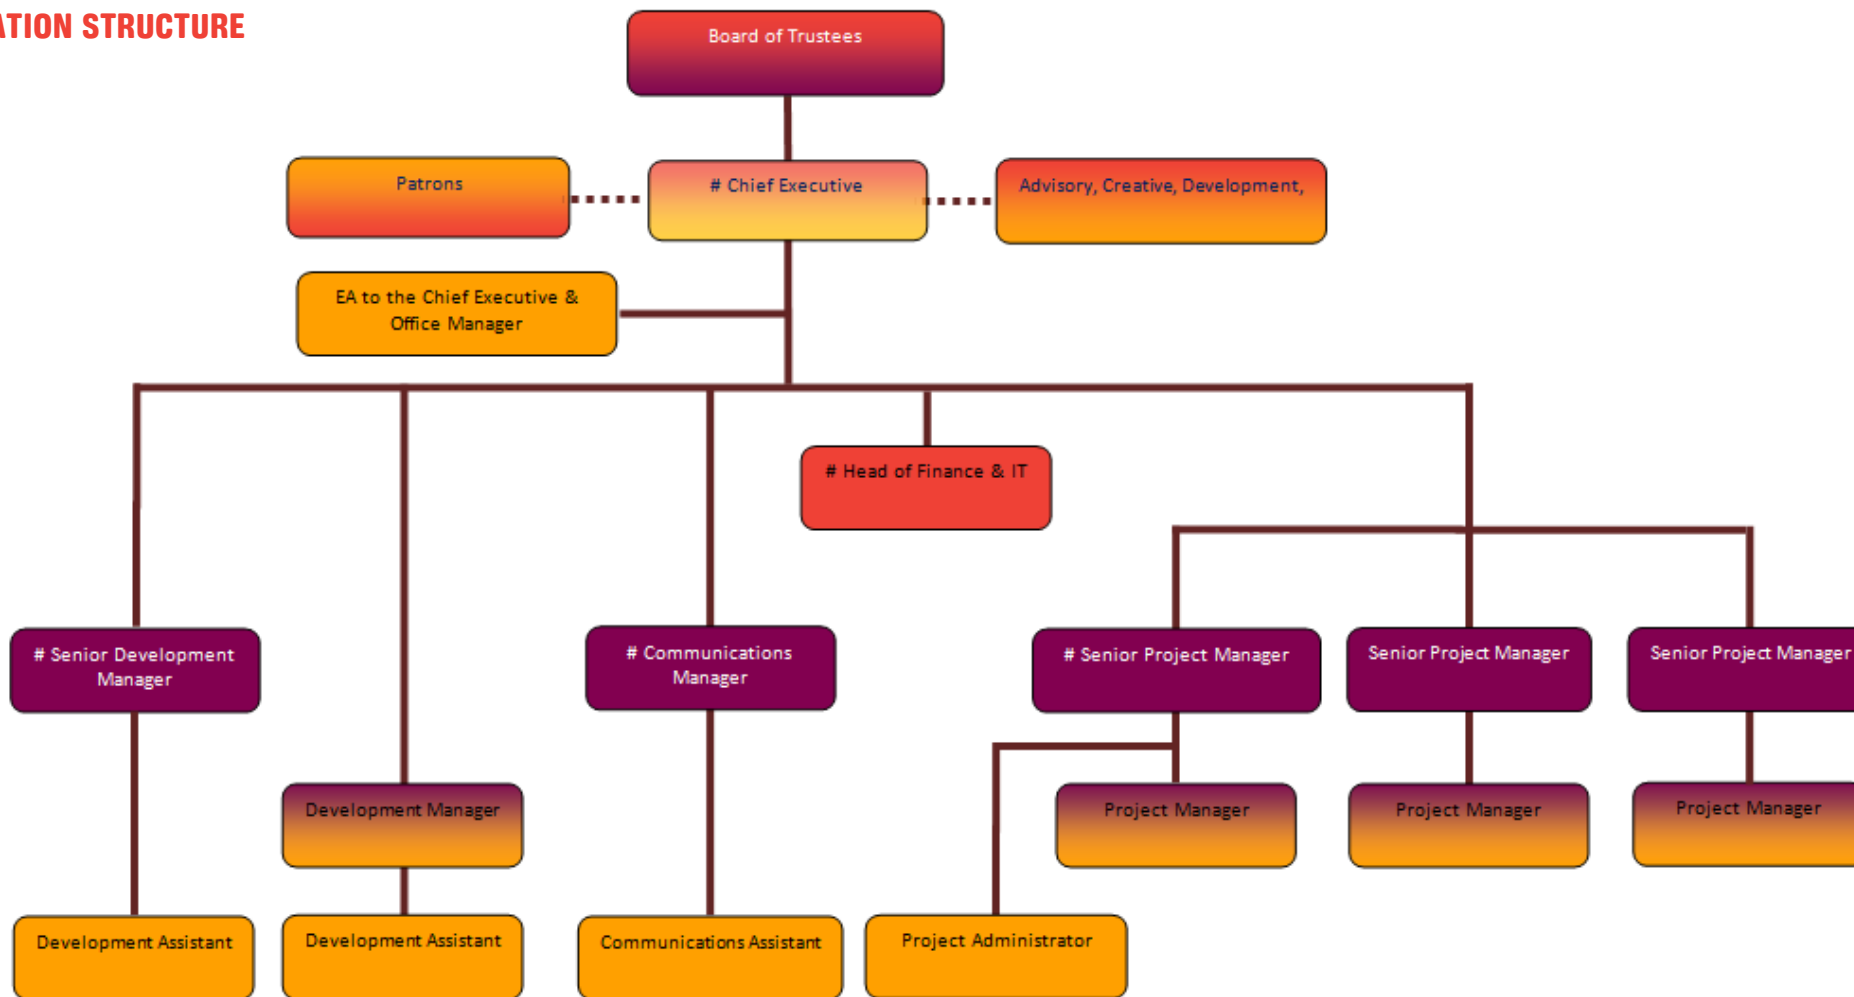 ATION STRUCTURE
Board of Trustees
Patrons
# Chief Executive
Advisory, Creative, Development,
EA to the Chief Executive &
Office Manager
# Head of Finance & IT
# Senior Development
Manager
# Communications
Manager
# Senior Project Manager
Senior Project Manager
Senior Project Manager
Development Manager
Project Manager
Project Manager
Project Manager
Development Assistant
Development Assistant
Communications Assistant
Project Administrator